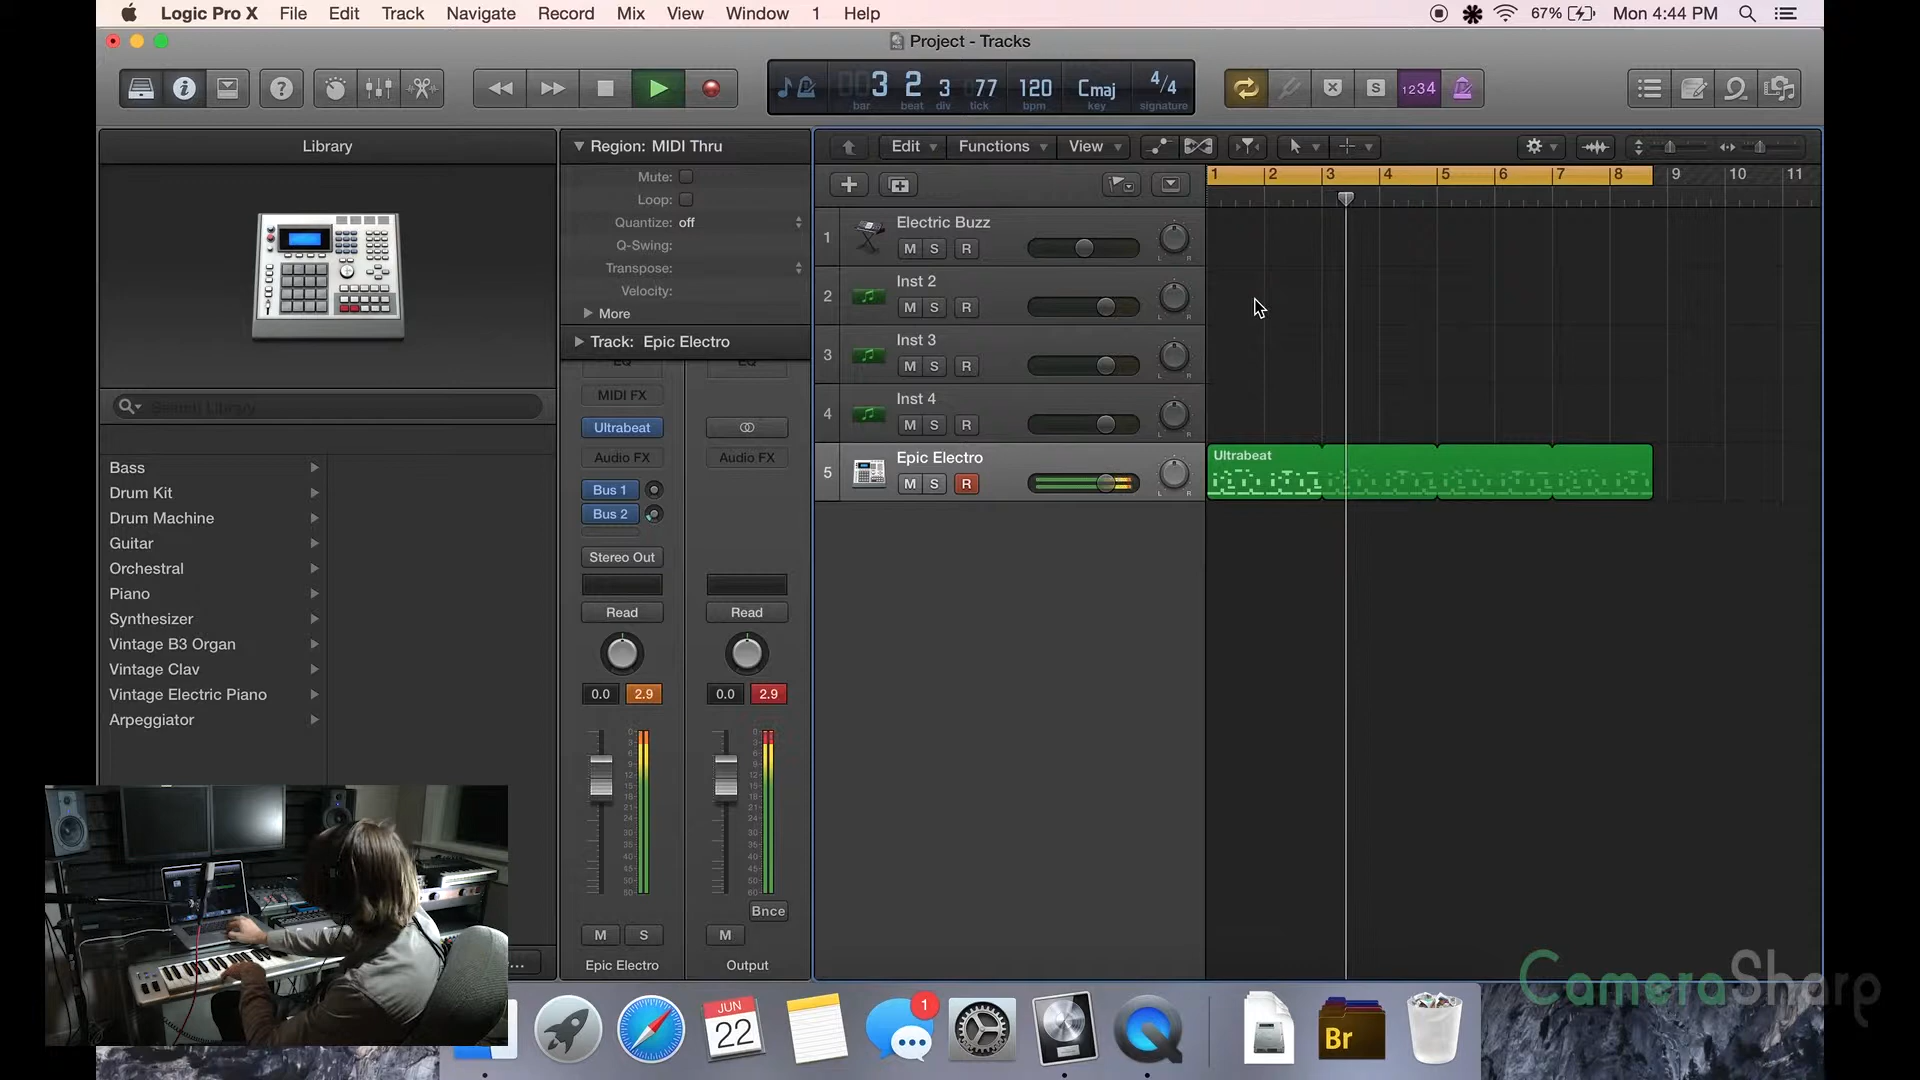 Logic Pro X File Edit Track Navigate Record Mix View Window 1 Help 67% Mon 4:44 PM
Project - Tracks
3 2 3 77 120 Cmaj 4/4
bar beat div tick bpm key signature
S 1234
Library
Region: MIDI Thru
Mute:
Loop:
Quantize: off
Q-Swing:
Transpose:
Velocity:
More
Track: Epic Electro
EQ EQ
MIDI FX
Ultrabeat
Audio FX Audio FX
Bus 1
Bus 2
Stereo Out
Read Read
0.0 2.9 0.0 2.9
Bnce
M S M
Epic Electro Output
Search Library
Bass
Drum Kit
Drum Machine
Guitar
Orchestral
Piano
Synthesizer
Vintage B3 Organ
Vintage Clav
Vintage Electric Piano
Arpeggiator
Edit Functions View
1 2 3 4 5 6 7 8 9 10 11
1 Electric Buzz
M S R
2 Inst 2
M S R
3 Inst 3
M S R
4 Inst 4
M S R
5 Epic Electro
M S R
Ultrabeat
CameraSharp
JUN
22
1
Br